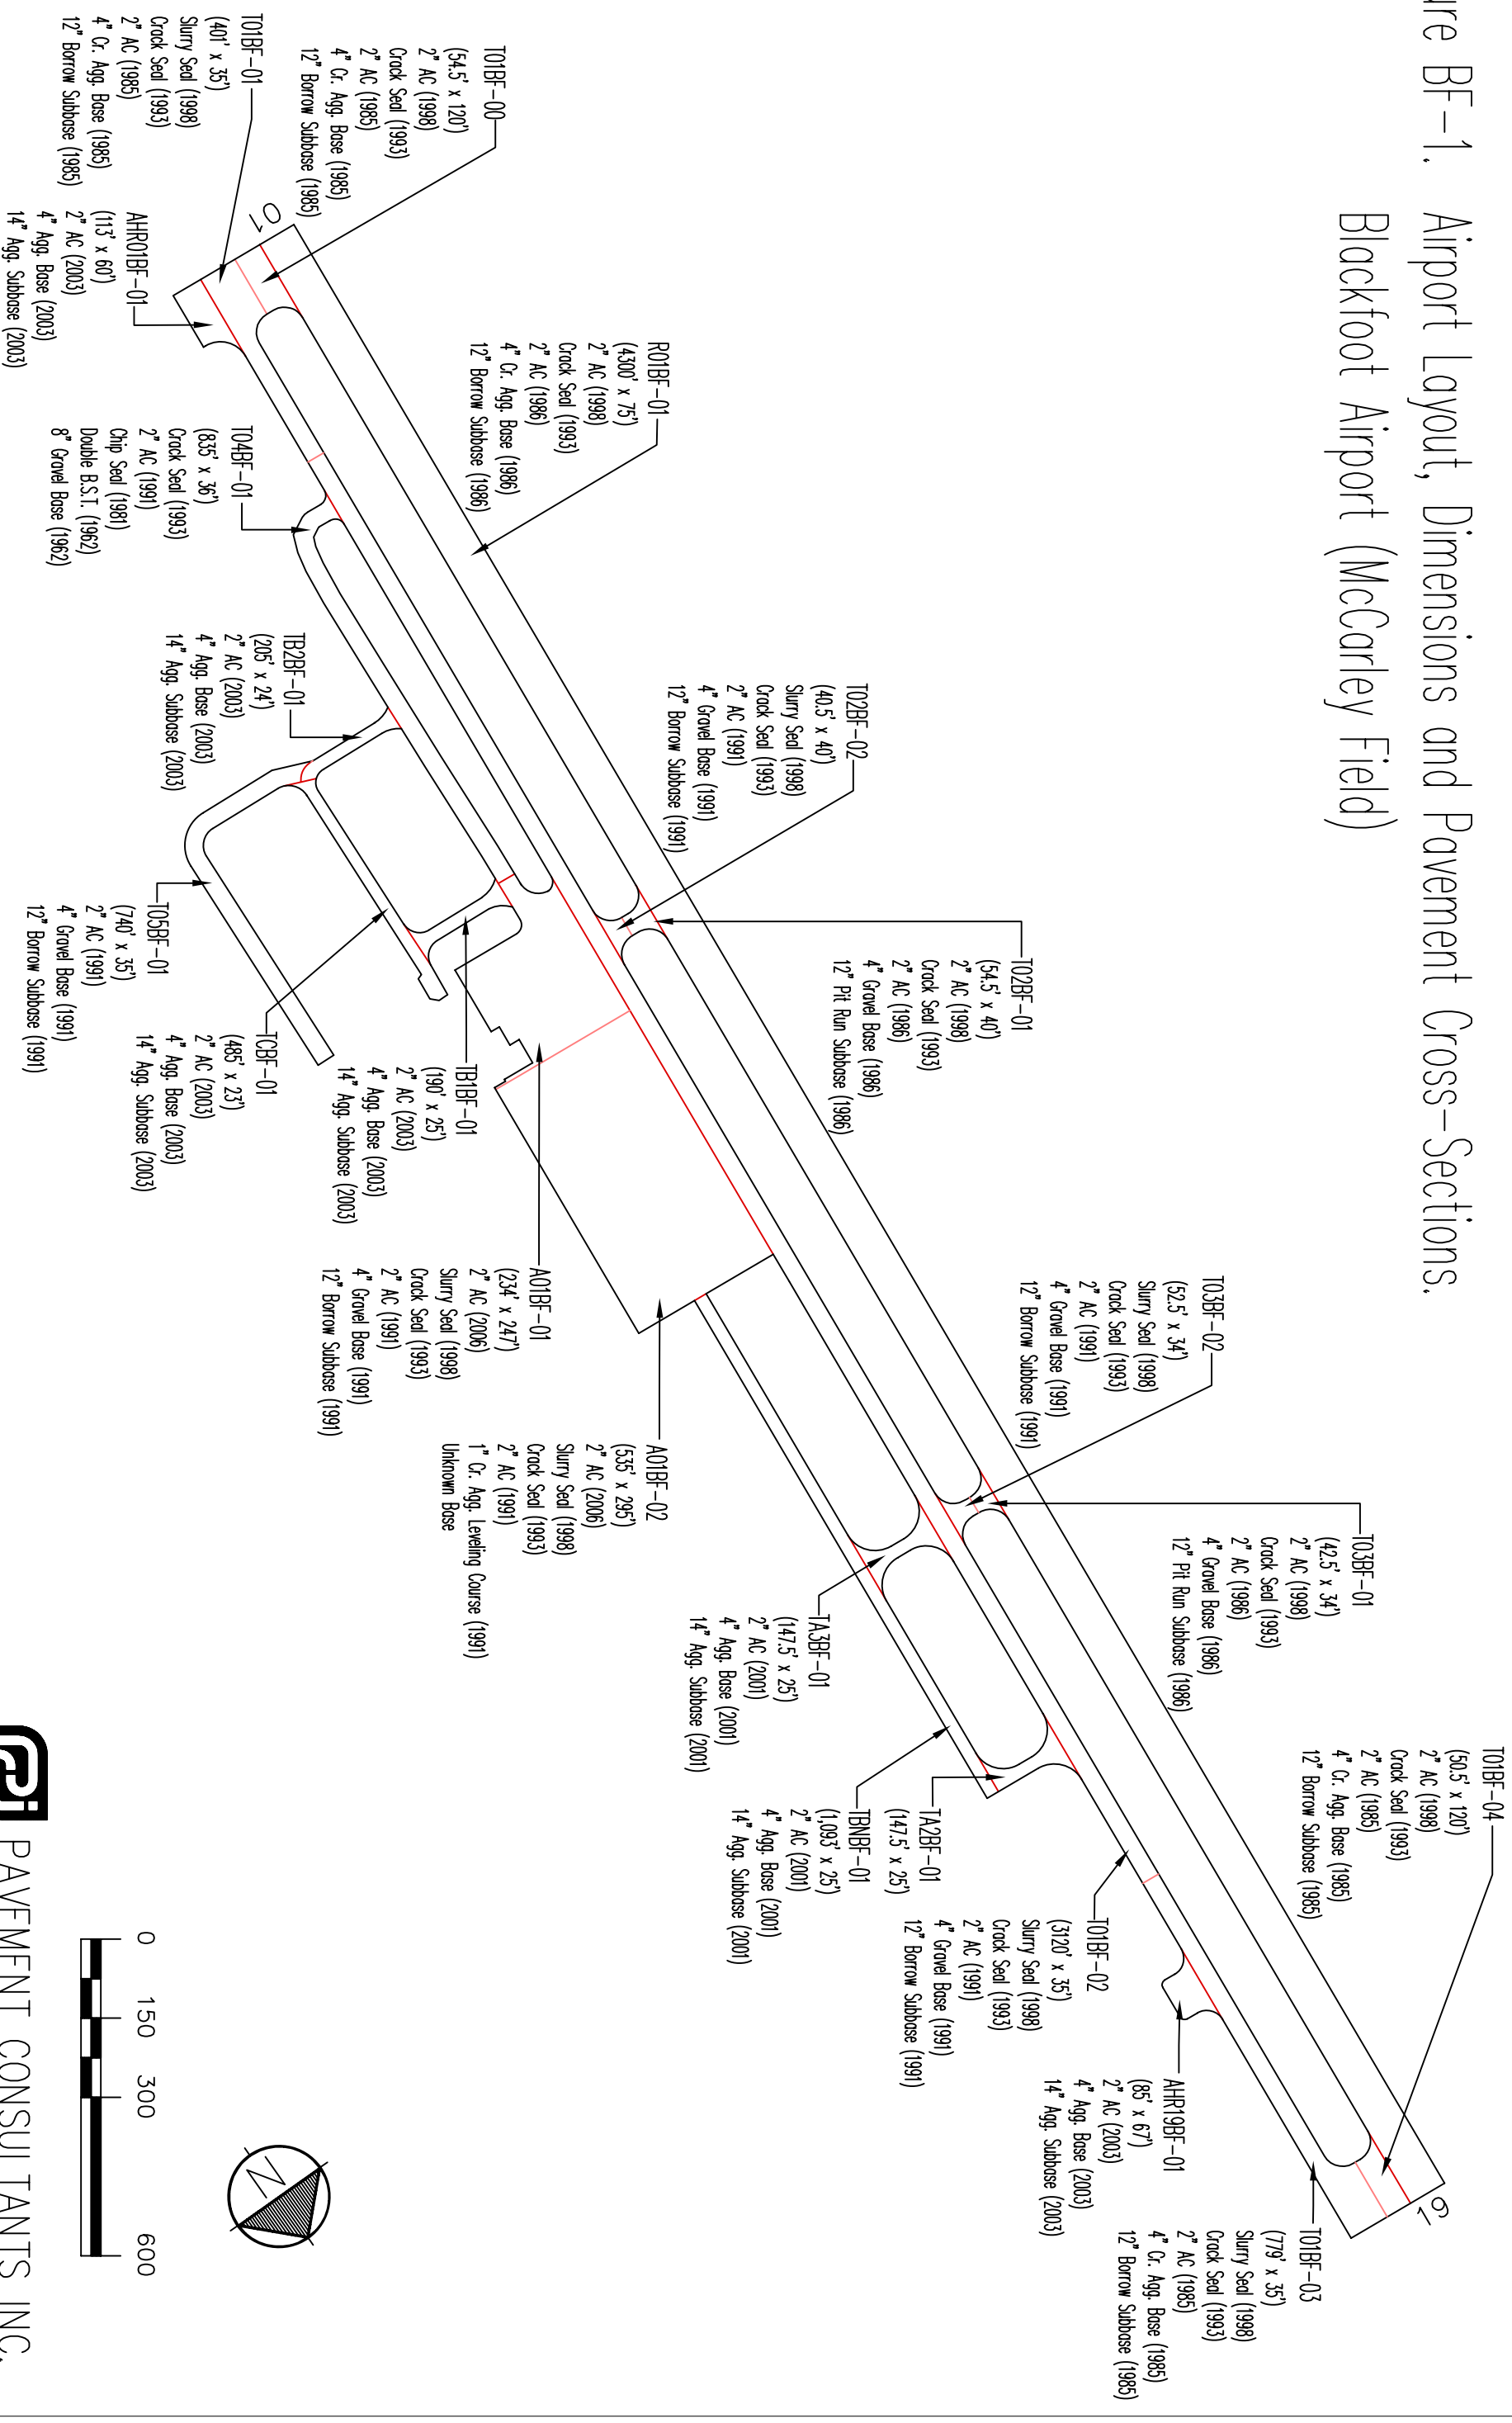 ure BF-1. Airport Layout, Dimensions and Pavement Cross-Sections.
Blackfoot Airport (McCarley Field)
T01BF-04
(50.5' x 120')
2" AC (1998)
Crack Seal (1993)
2" AC (1985)
4" Cr. Agg. Base (1985)
12" Borrow Subbase (1985)
19
T03BF-01
(42.5' x 34')
2" AC (1998)
Crack Seal (1993)
2" AC (1986)
4" Gravel Base (1986)
12" Pit Run Subbase (1986)
T03BF-02
(52.5' x 34')
Slurry Seal (1998)
Crack Seal (1993)
2" AC (1991)
4" Gravel Base (1991)
12" Borrow Subbase (1991)
T02BF-01
(54.5' x 40')
2" AC (1998)
Crack Seal (1993)
2" AC (1986)
4" Gravel Base (1986)
12" Pit Run Subbase (1986)
T02BF-02
(40.5' x 40')
Slurry Seal (1998)
Crack Seal (1993)
2" AC (1991)
4" Gravel Base (1991)
12" Borrow Subbase (1991)
R01BF-01
(4300' x 75')
2" AC (1998)
Crack Seal (1993)
2" AC (1986)
4" Cr. Agg. Base (1986)
12" Borrow Subbase (1986)
T01BF-00
(54.5' x 120')
2" AC (1998)
Crack Seal (1993)
2" AC (1985)
4" Cr. Agg. Base (1985)
12" Borrow Subbase (1985)
01
T01BF-01
(401' x 35')
Slurry Seal (1998)
Crack Seal (1993)
2" AC (1985)
4" Cr. Agg. Base (1985)
12" Borrow Subbase (1985)
AHR01BF-01
(113' x 60')
2" AC (2003)
4" Agg. Base (2003)
14" Agg. Subbase (2003)
T04BF-01
(835' x 36')
Crack Seal (1993)
2" AC (1991)
Chip Seal (1981)
Double B.S.T. (1962)
8" Gravel Base (1962)
TB2BF-01
(205' x 24')
2" AC (2003)
4" Agg. Base (2003)
14" Agg. Subbase (2003)
T05BF-01
(740' x 35')
2" AC (1991)
4" Gravel Base (1991)
12" Borrow Subbase (1991)
TCBF-01
(485' x 23')
2" AC (2003)
4" Agg. Base (2003)
14" Agg. Subbase (2003)
TB1BF-01
(190' x 25')
2" AC (2003)
4" Agg. Base (2003)
14" Agg. Subbase (2003)
A01BF-01
(234' x 247')
2" AC (2006)
Slurry Seal (1998)
Crack Seal (1993)
2" AC (1991)
4" Gravel Base (1991)
12" Borrow Subbase (1991)
A01BF-02
(535' x 295')
2" AC (2006)
Slurry Seal (1998)
Crack Seal (1993)
2" AC (1991)
1" Cr. Agg. Leveling Course (1991)
Unknown Base
TA3BF-01
(147.5' x 25')
2" AC (2001)
4" Agg. Base (2001)
14" Agg. Subbase (2001)
TA2BF-01
(147.5' x 25')
TBNBF-01
(1,093' x 25')
2" AC (2001)
4" Agg. Base (2001)
14" Agg. Subbase (2001)
T01BF-02
(3120' x 35')
Slurry Seal (1998)
Crack Seal (1993)
2" AC (1991)
4" Gravel Base (1991)
12" Borrow Subbase (1991)
AHR19BF-01
(85' x 67')
2" AC (2003)
4" Agg. Base (2003)
14" Agg. Subbase (2003)
T01BF-03
(779' x 35')
Slurry Seal (1998)
Crack Seal (1993)
2" AC (1985)
4" Cr. Agg. Base (1985)
12" Borrow Subbase (1985)
N
0 150 300 600
pci PAVEMENT CONSULTANTS INC.